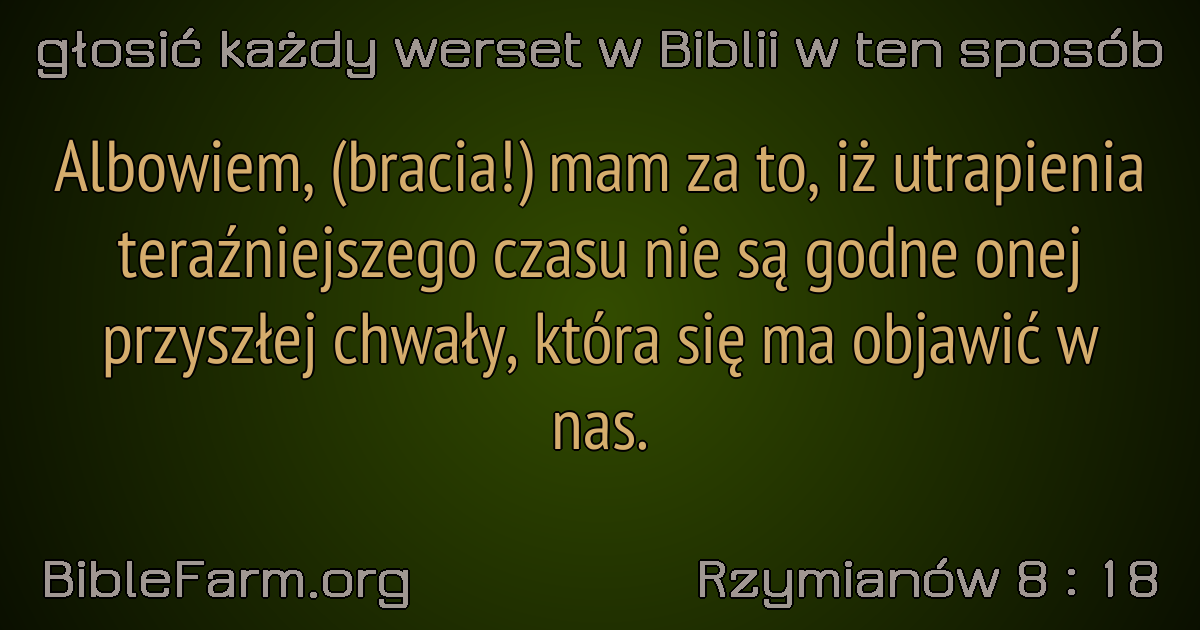 głosić każdy werset w Biblii w ten sposób
Albowiem, (bracia!) mam za to, iż utrapienia
teraźniejszego czasu nie są godne onej
przyszłej chwały, która się ma objawić w
nas.
BibleFarm.org
Rzymianów 8 : 18